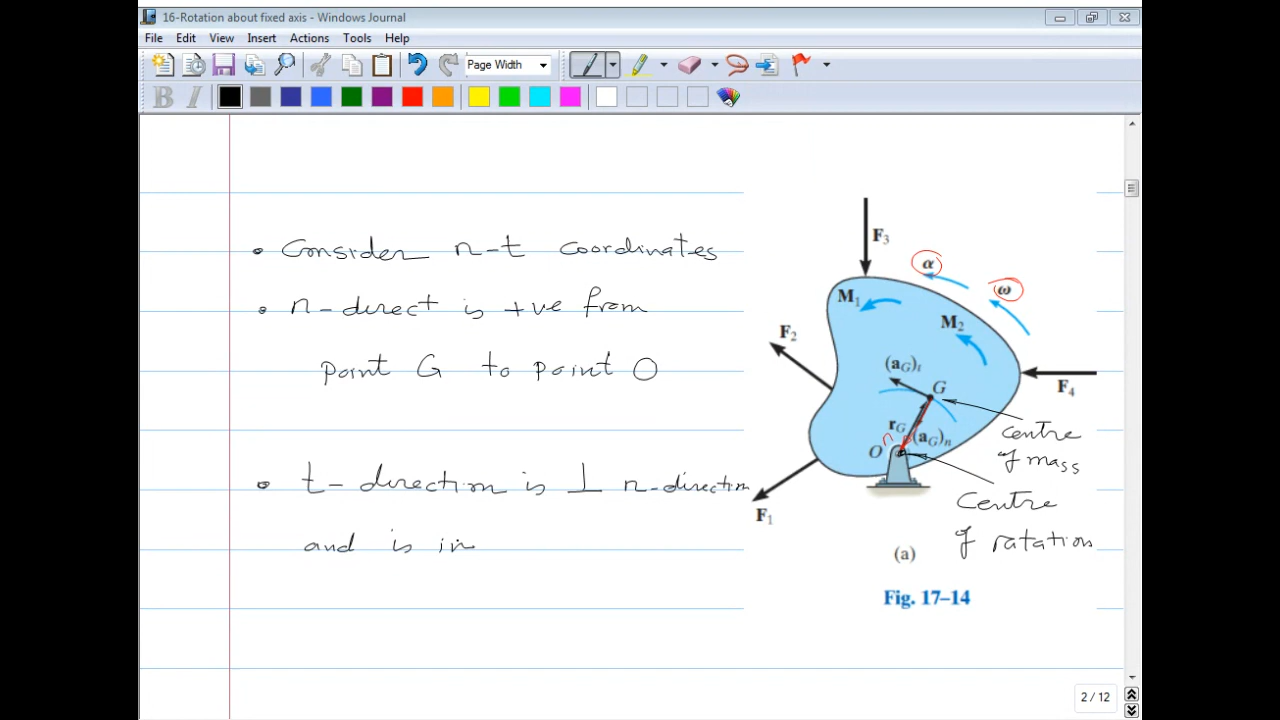 16-Rotation about fixed axis - Windows Journal
File Edit View Insert Actions Tools Help
Page Width
B I
• Consider n-t coordinates
• n-direct is +ve from
point G to point O
• t-direction is ⊥ n-direction
and is in
F3
α
ω
M1
M2
F2
(aG)t
G
F4
rG
n
(aG)n
O
Centre
of mass
Centre
of ratation
F1
(a)
Fig. 17–14
2 / 12